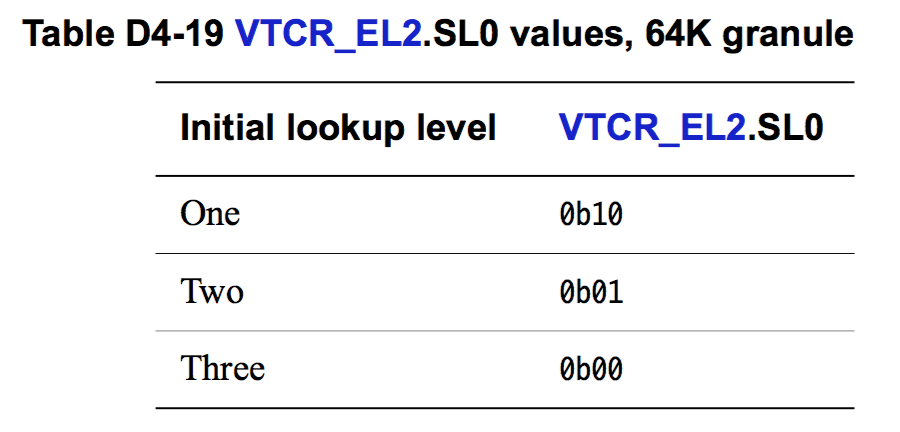 Table D4-19 VTCR_EL2.SL0 values, 64K granule
Initial lookup level VTCR_EL2.SL0
One 0b10
Two 0b01
Three 0b00